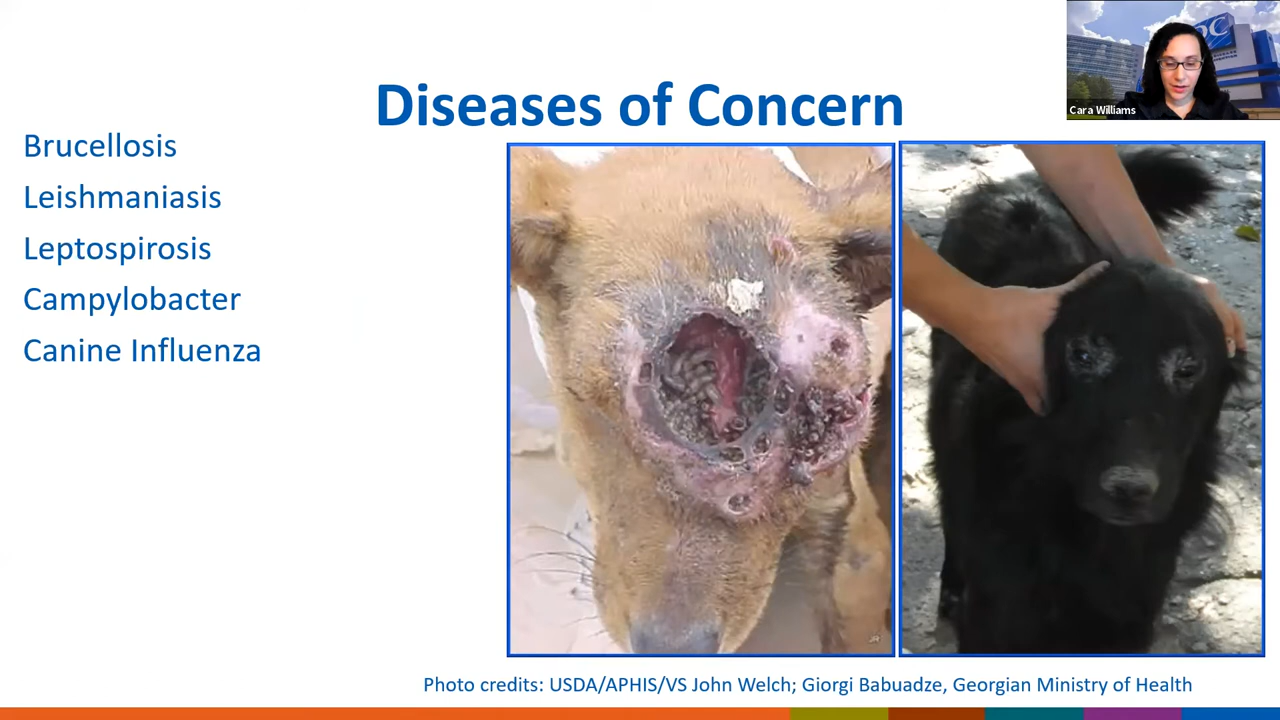 Diseases of Concern
Brucellosis
Leishmaniasis
Leptospirosis
Campylobacter
Canine Influenza
Cara Williams
Photo credits: USDA/APHIS/VS John Welch; Giorgi Babuadze, Georgian Ministry of Health